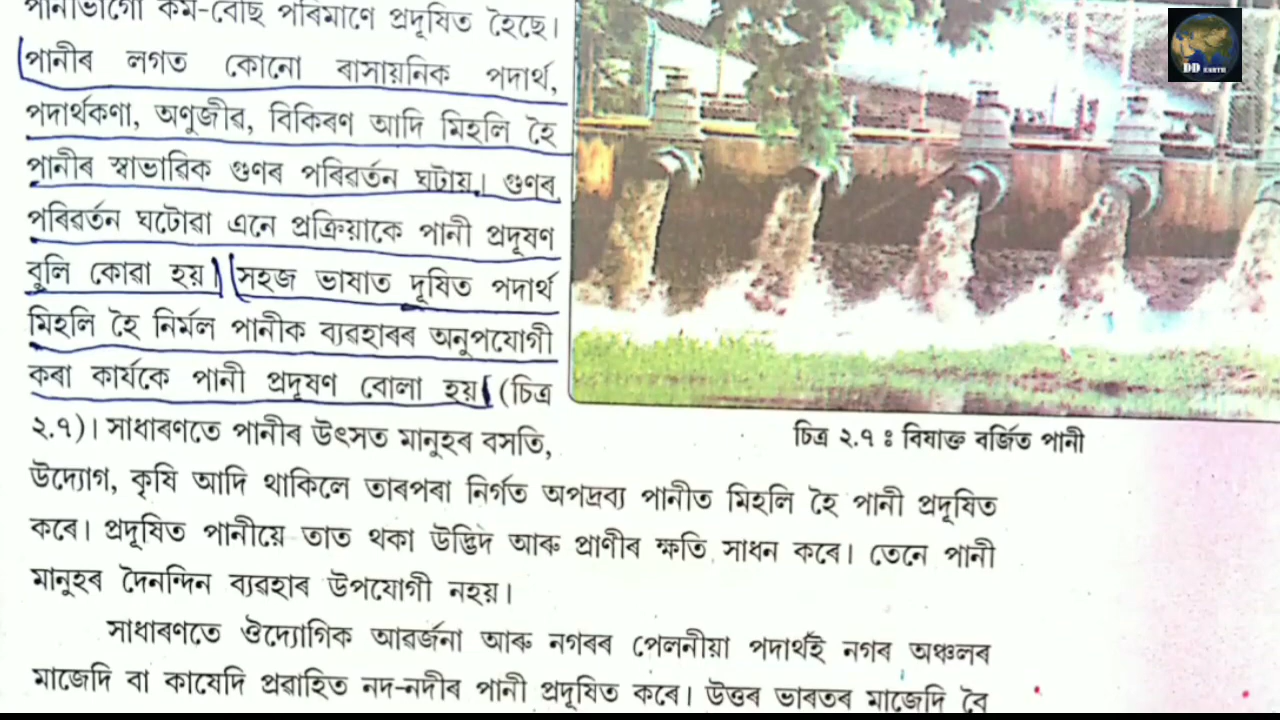 পানীভাগো কম-বেছি পৰিমাণে প্ৰদূষিত হৈছে।
পানীৰ লগত কোনো ৰাসায়নিক পদাৰ্থ,
পদাৰ্থকণা, অণুজীৱ, বিকিৰণ আদি মিহলি হৈ
পানীৰ স্বাভাৱিক গুণৰ পৰিৱৰ্তন ঘটায়। গুণৰ
পৰিৱৰ্তন ঘটোৱা এনে প্ৰক্ৰিয়াকে পানী প্ৰদূষণ
বুলি কোৱা হয়। সহজ ভাষাত দূষিত পদাৰ্থ
মিহলি হৈ নিৰ্মল পানীক ব্যৱহাৰৰ অনুপযোগী
কৰা কাৰ্যকে পানী প্ৰদূষণ বোলা হয়। (চিত্ৰ
২.৭)। সাধাৰণতে পানীৰ উৎসত মানুহৰ বসতি,
উদ্যোগ, কৃষি আদি থাকিলে তাৰপৰা নিৰ্গত অপদ্ৰব্য পানীত মিহলি হৈ পানী প্ৰদূষিত
কৰে। প্ৰদূষিত পানীয়ে তাত থকা উদ্ভিদ আৰু প্ৰাণীৰ ক্ষতি সাধন কৰে। তেনে পানী
মানুহৰ দৈনন্দিন ব্যৱহাৰ উপযোগী নহয়।
সাধাৰণতে ঔদ্যোগিক আৱৰ্জনা আৰু নগৰৰ পেলনীয়া পদাৰ্থই নগৰ অঞ্চলৰ
মাজেদি বা কাষেদি প্ৰৱাহিত নদ-নদীৰ পানী প্ৰদূষিত কৰে। উত্তৰ ভাৰতৰ মাজেদি বৈ
চিত্ৰ ২.৭ : বিষাক্ত বৰ্জিত পানী
DD EARTH